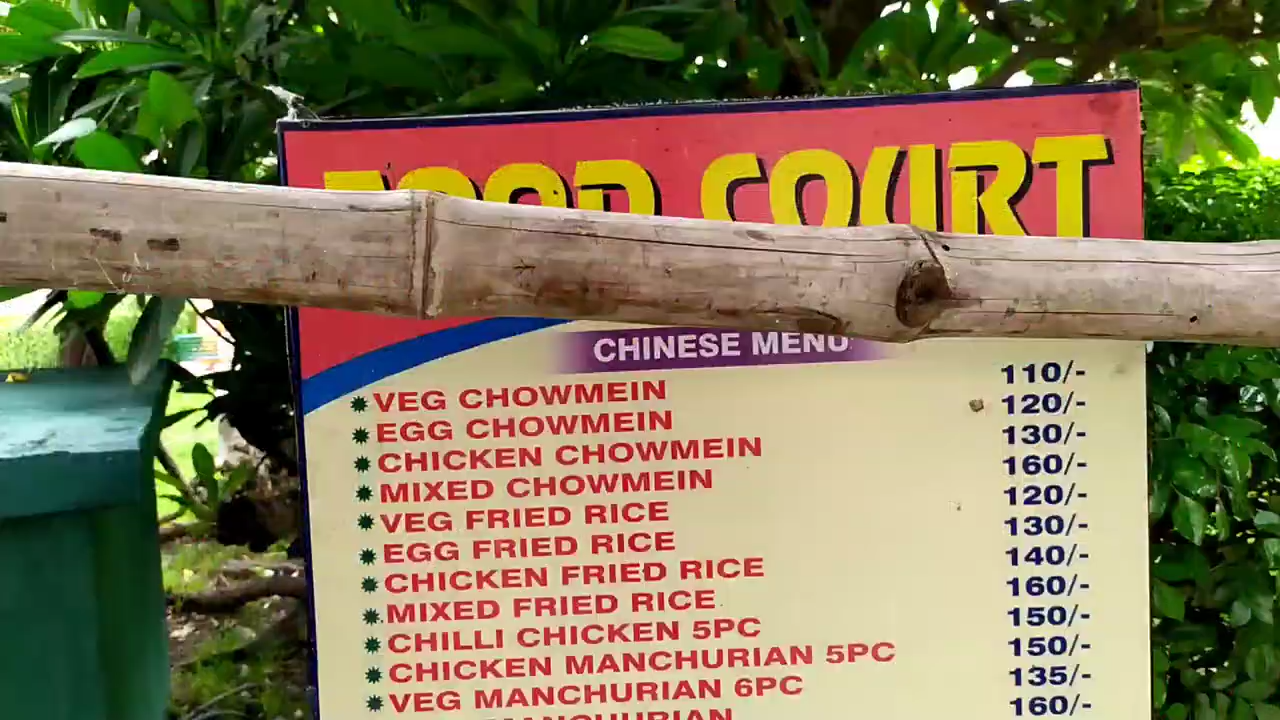 FOOD COURT
CHINESE MENU
VEG CHOWMEIN 110/-
EGG CHOWMEIN 120/-
CHICKEN CHOWMEIN 130/-
MIXED CHOWMEIN 160/-
VEG FRIED RICE 120/-
EGG FRIED RICE 130/-
CHICKEN FRIED RICE 140/-
MIXED FRIED RICE 160/-
CHILLI CHICKEN 5PC 150/-
CHICKEN MANCHURIAN 5PC 150/-
VEG MANCHURIAN 6PC 135/-
MANCHURIAN 160/-